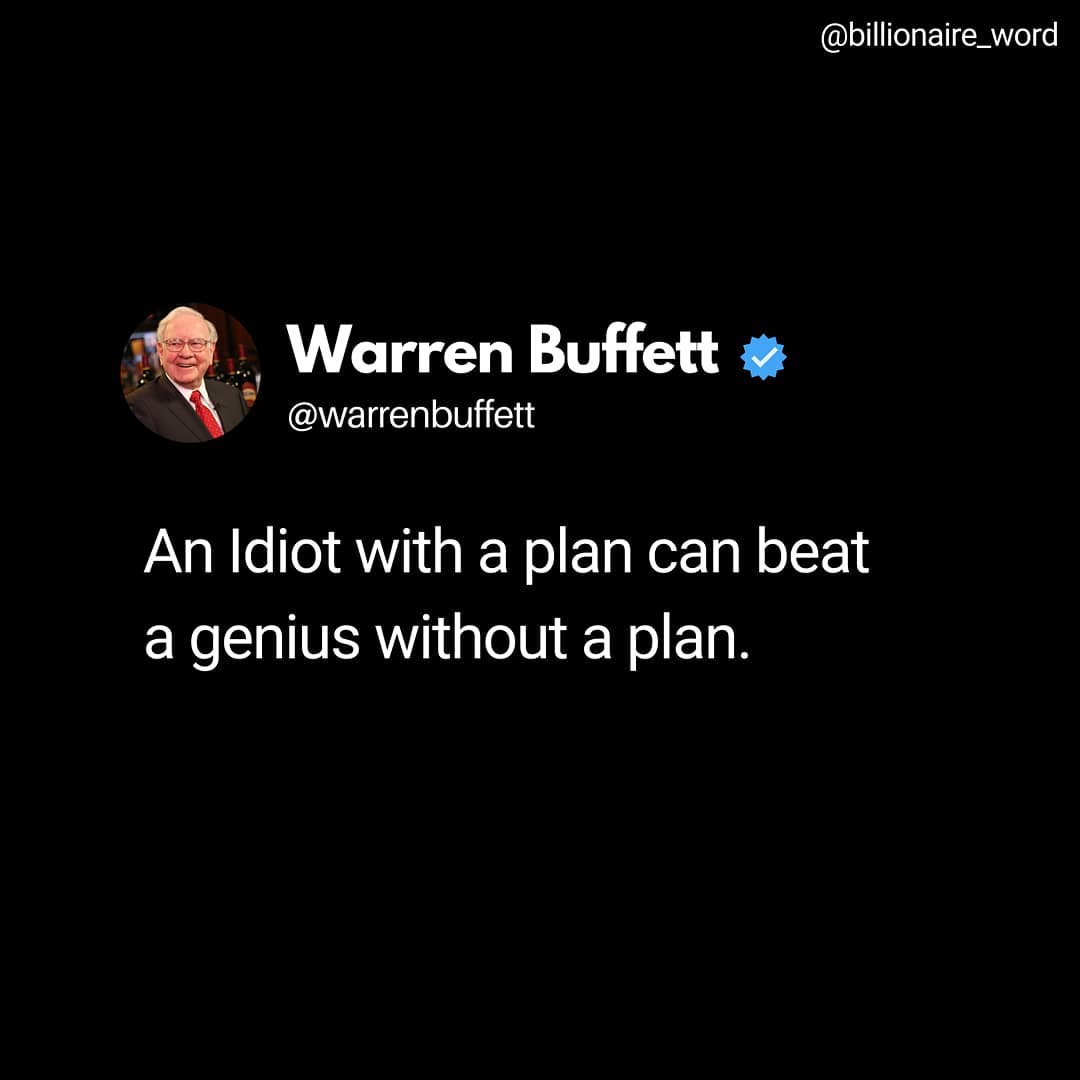 @billionaire_word
Warren Buffett
@warrenbuffett
An Idiot with a plan can beat
a genius without a plan.